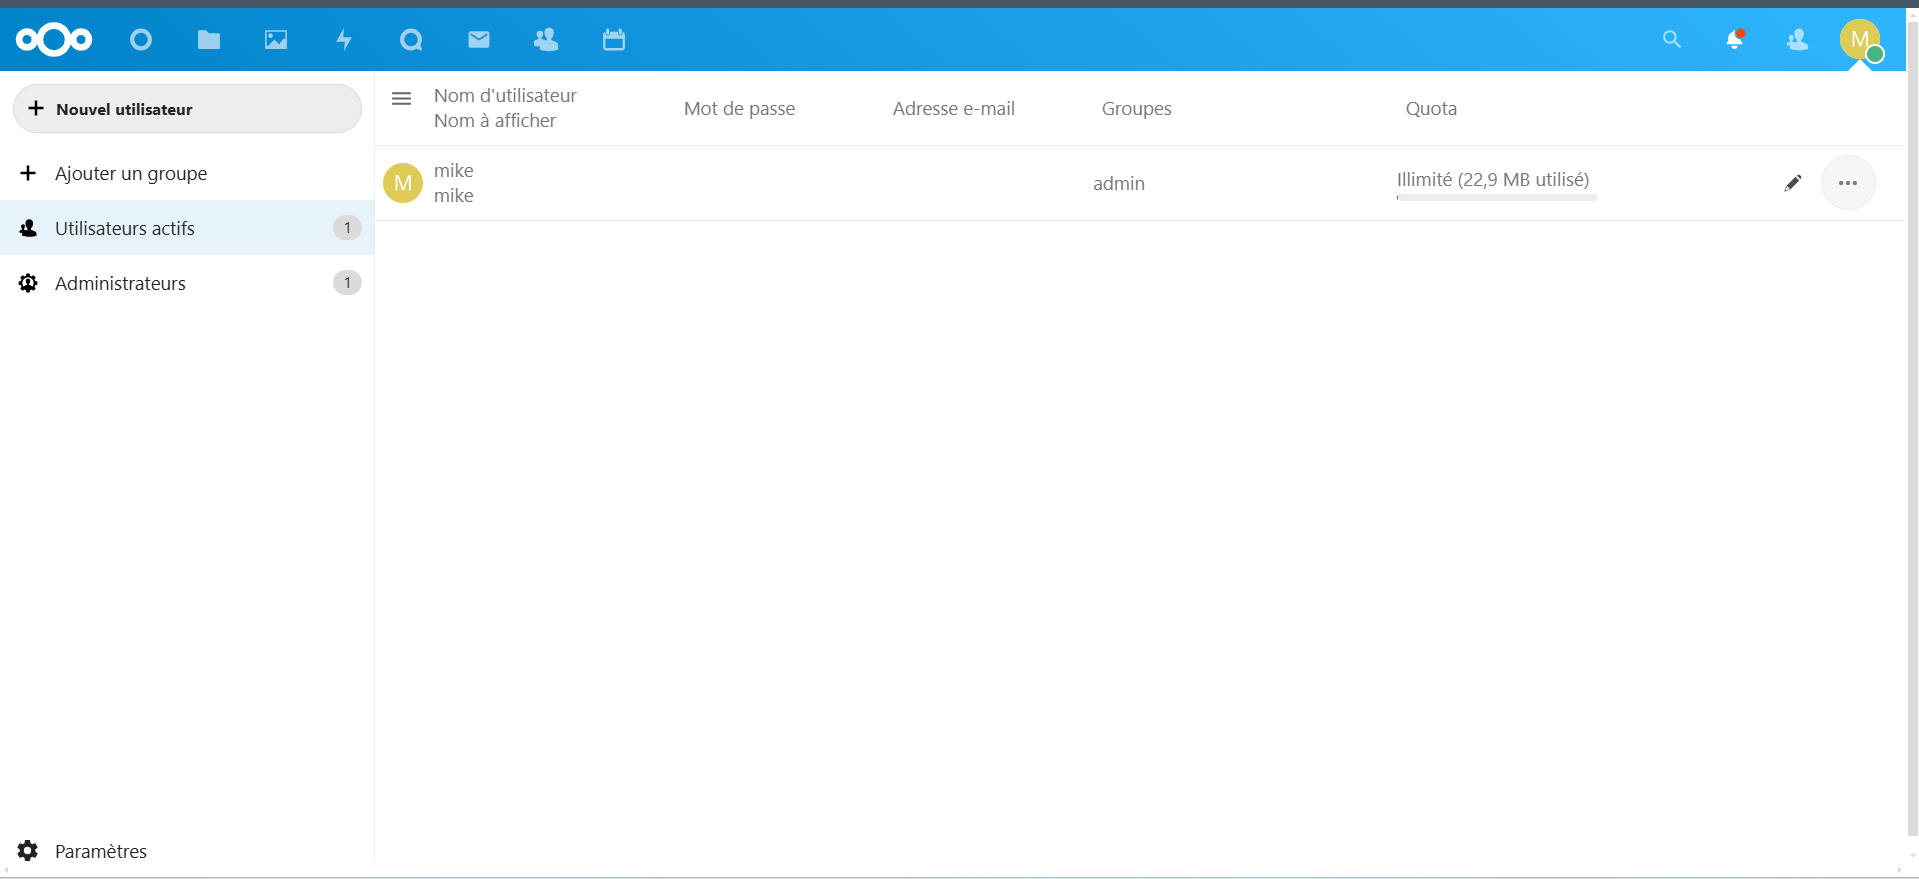 M
Nouvel utilisateur
Ajouter un groupe
Utilisateurs actifs 1
Administrateurs 1
Paramètres
Nom d'utilisateur
Nom à afficher
Mot de passe
Adresse e-mail
Groupes
Quota
M
mike
mike
admin
Illimité (22,9 MB utilisé)